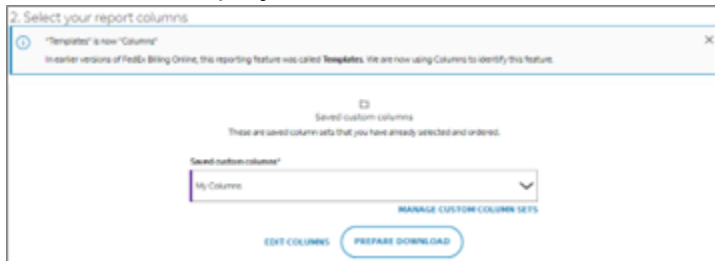 2. Select your report columns
"Templates" is now "Columns"
In earlier versions of FedEx Billing Online, this reporting feature was called Templates. We are now using Columns to identify this feature.
Saved custom columns
These are saved column sets that you have already selected and ordered.
Saved custom columns*
My Columns
MANAGE CUSTOM COLUMN SETS
EDIT COLUMNS PREPARE DOWNLOAD